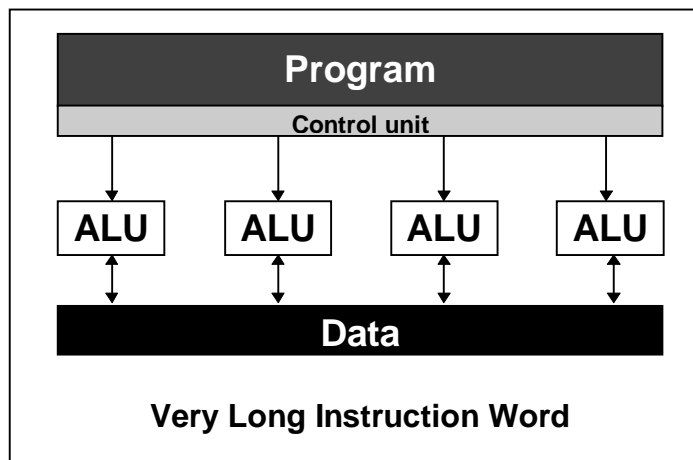 Program
Control unit
ALU ALU ALU ALU
Data
Very Long Instruction Word